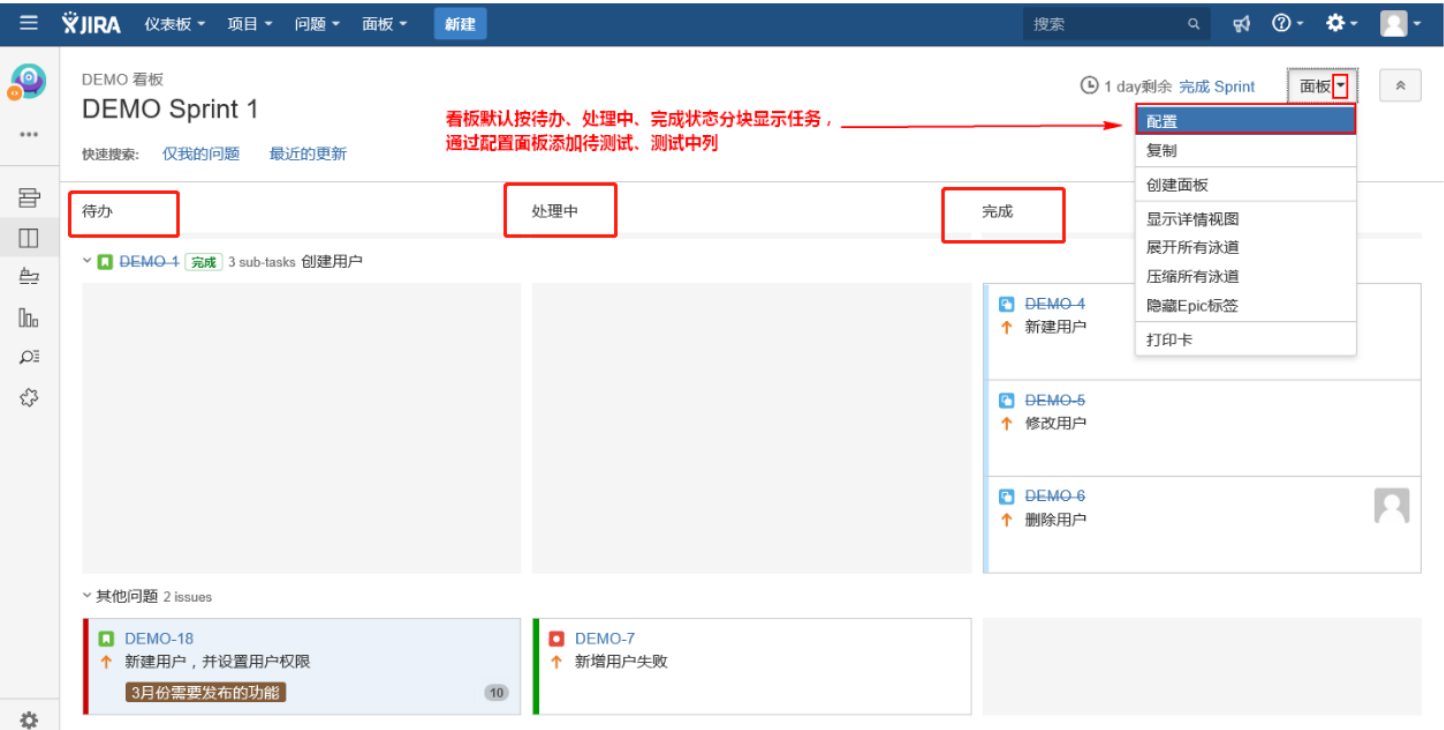 JIRA 仪表板 项目 问题 面板 新建 搜索
DEMO 看板
DEMO Sprint 1
1 day剩余 完成 Sprint 面板
看板默认按待办、处理中、完成状态分块显示任务，
通过配置面板添加待测试、测试中列
快速搜索: 仅我的问题 最近的更新
配置
复制
创建面板
显示详情视图
展开所有泳道
压缩所有泳道
隐藏Epic标签
打印卡
待办 处理中 完成
DEMO-1 完成 3 sub-tasks 创建用户
DEMO-4
新建用户
DEMO-5
修改用户
DEMO-6
删除用户
其他问题 2 issues
DEMO-18
新建用户，并设置用户权限
3月份需要发布的功能 10
DEMO-7
新增用户失败